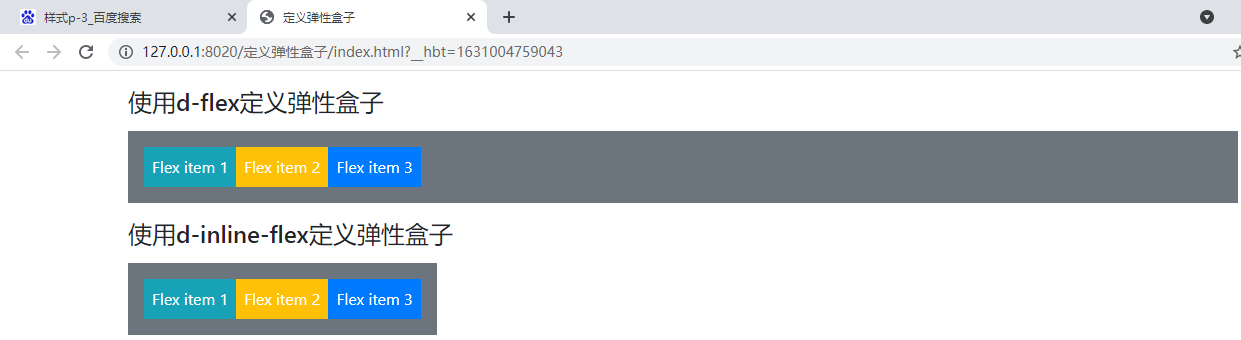 样式p-3_百度搜索
定义弹性盒子
127.0.0.1:8020/定义弹性盒子/index.html?__hbt=1631004759043
使用d-flex定义弹性盒子
Flex item 1 Flex item 2 Flex item 3
使用d-inline-flex定义弹性盒子
Flex item 1 Flex item 2 Flex item 3